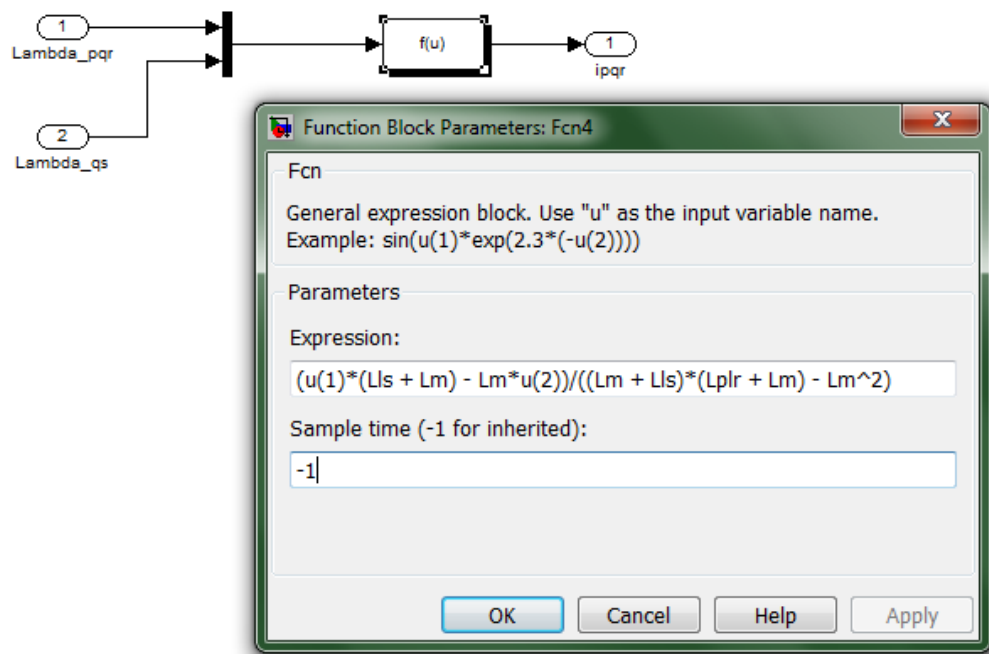 1
Lambda_pqr
f(u)
1
ipqr
2
Lambda_qs
Function Block Parameters: Fcn4
X
Fcn
General expression block. Use "u" as the input variable name.
Example: sin(u(1)*exp(2.3*(-u(2))))
Parameters
Expression:
(u(1)*(Lls + Lm) - Lm*u(2))/((Lm + Lls)*(Lplr + Lm) - Lm^2)
Sample time (-1 for inherited):
-1
OK
Cancel
Help
Apply